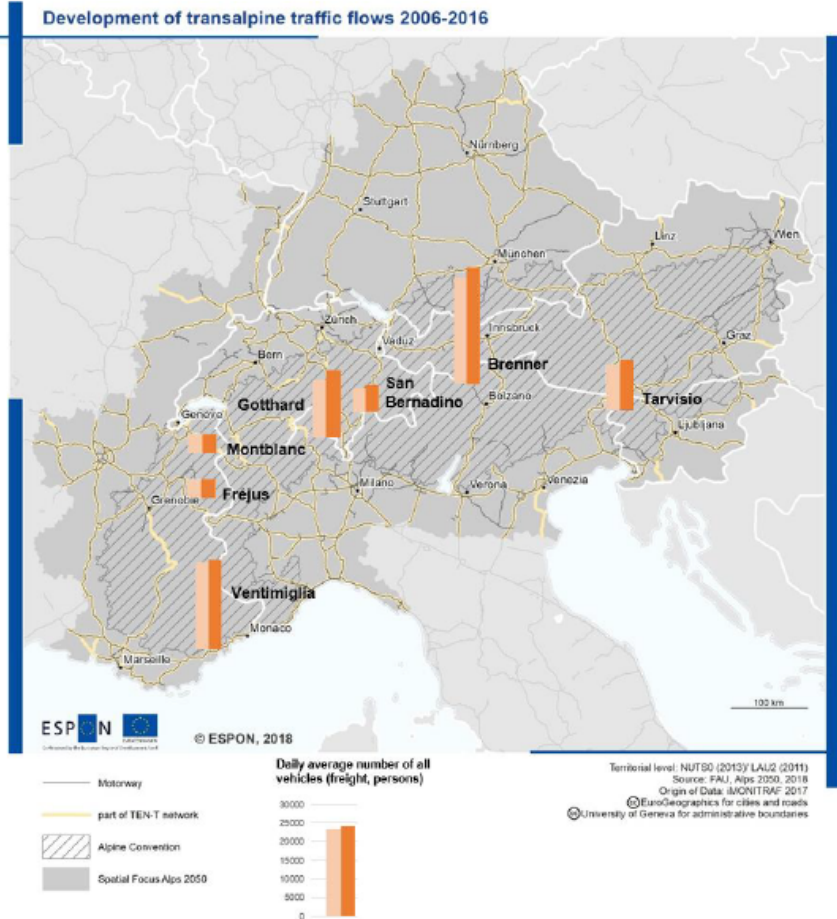 Development of transalpine traffic flows 2006-2016
Nürnberg
Stuttgart
Linz
Wien
München
Zürich
Vaduz
Innsbruck
Graz
Bern
Brenner
San
Bernadino
Gotthard
Bolzano
Tarvisio
Genovo
Ljubljana
Montblanc
Milano
Verona
Venezia
Fréjus
Grenoble
Ventimiglia
Monaco
Marseille
100 km
ESPON
© ESPON, 2018
Daily average number of all
vehicles (freight, persons)
30000
25000
20000
15000
10000
5000
0
Motorway
part of TEN-T network
Alpine Convention
Spatial Focus Alps 2050
Territorial level: NUTS0 (2013)/ LAU2 (2011)
Source: FAU, Alps 2050, 2018
Origin of Data: iMONITRAF 2017
(cc) EuroGeographics for cities and roads
(cc) University of Geneva for administrative boundaries